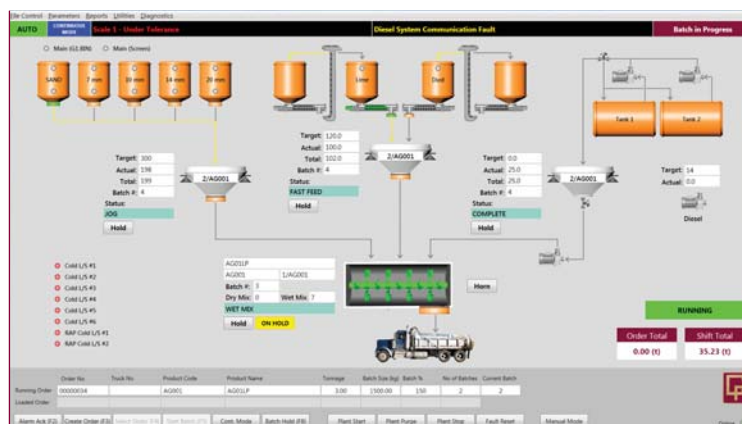 File Control Parameters Reports Utilities Diagnostics
AUTO
CONTINUOUS MODE
Scale 1 - Under Tolerance
Diesel System Communication Fault
Batch in Progress
Main (G1.BIN)
Main (Screen)
SAND
7 mm
10 mm
14 mm
20 mm
Lime
Dust
Tank 1
Tank 2
Target: 300
Actual: 198
Total: 199
Batch #: 4
Status:
JOG
Hold
2/AG001
Target: 120.0
Actual: 100.0
Total: 102.0
Batch #: 4
Status:
FAST FEED
Hold
2/AG001
Target: 0.0
Actual: 25.0
Total: 25.0
Batch #: 4
Status:
COMPLETE
Hold
2/AG001
Target: 14
Actual: 0.0
Diesel
Cold L/S #1
Cold L/S #2
Cold L/S #3
Cold L/S #4
Cold L/S #5
Cold L/S #6
RAP Cold L/S #1
RAP Cold L/S #2
AG01LP
AG001 1/AG001
Batch #: 3
Dry Mix: 0 Wet Mix: 7
WET MIX
Hold ON HOLD
Horn
RUNNING
Order Total
0.00 (t)
Shift Total
35.23 (t)
Order No Truck No. Product Code Product Name Tonnage Batch Size (kg) Batch % No of Batches Current Batch
Running Order 00000034 AG001 AG01LP 3.00 1500.00 150 2 2
Loaded Order
Alarm Ack (F2) Create Order (F3) Cont. Mode Batch Hold (F8) Plant Start Plant Purge Plant Stop Fault Reset Manual Mode